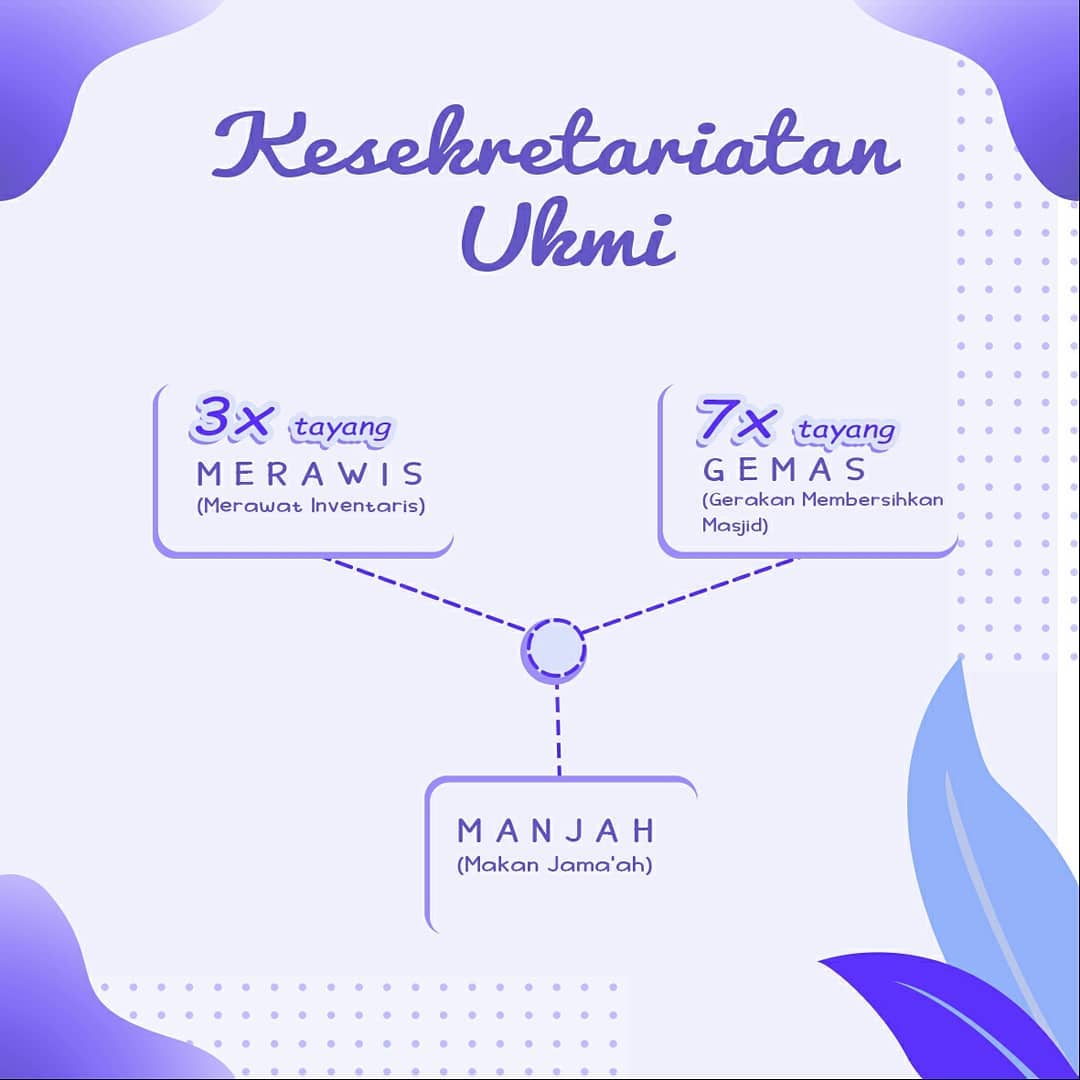 Kesekretariatan
Ukmi
3x tayang
MERAWIS
(Merawat Inventaris)
7x tayang
GEMAS
(Gerakan Membersihkan
Masjid)
MANJAH
(Makan Jama'ah)